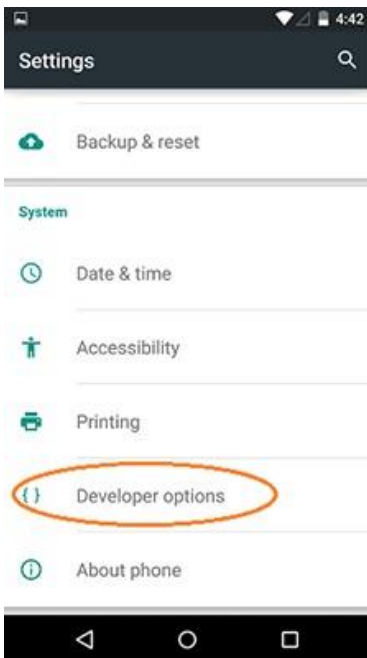 4:42
Settings
Backup & reset
System
Date & time
Accessibility
Printing
{ } Developer options
About phone